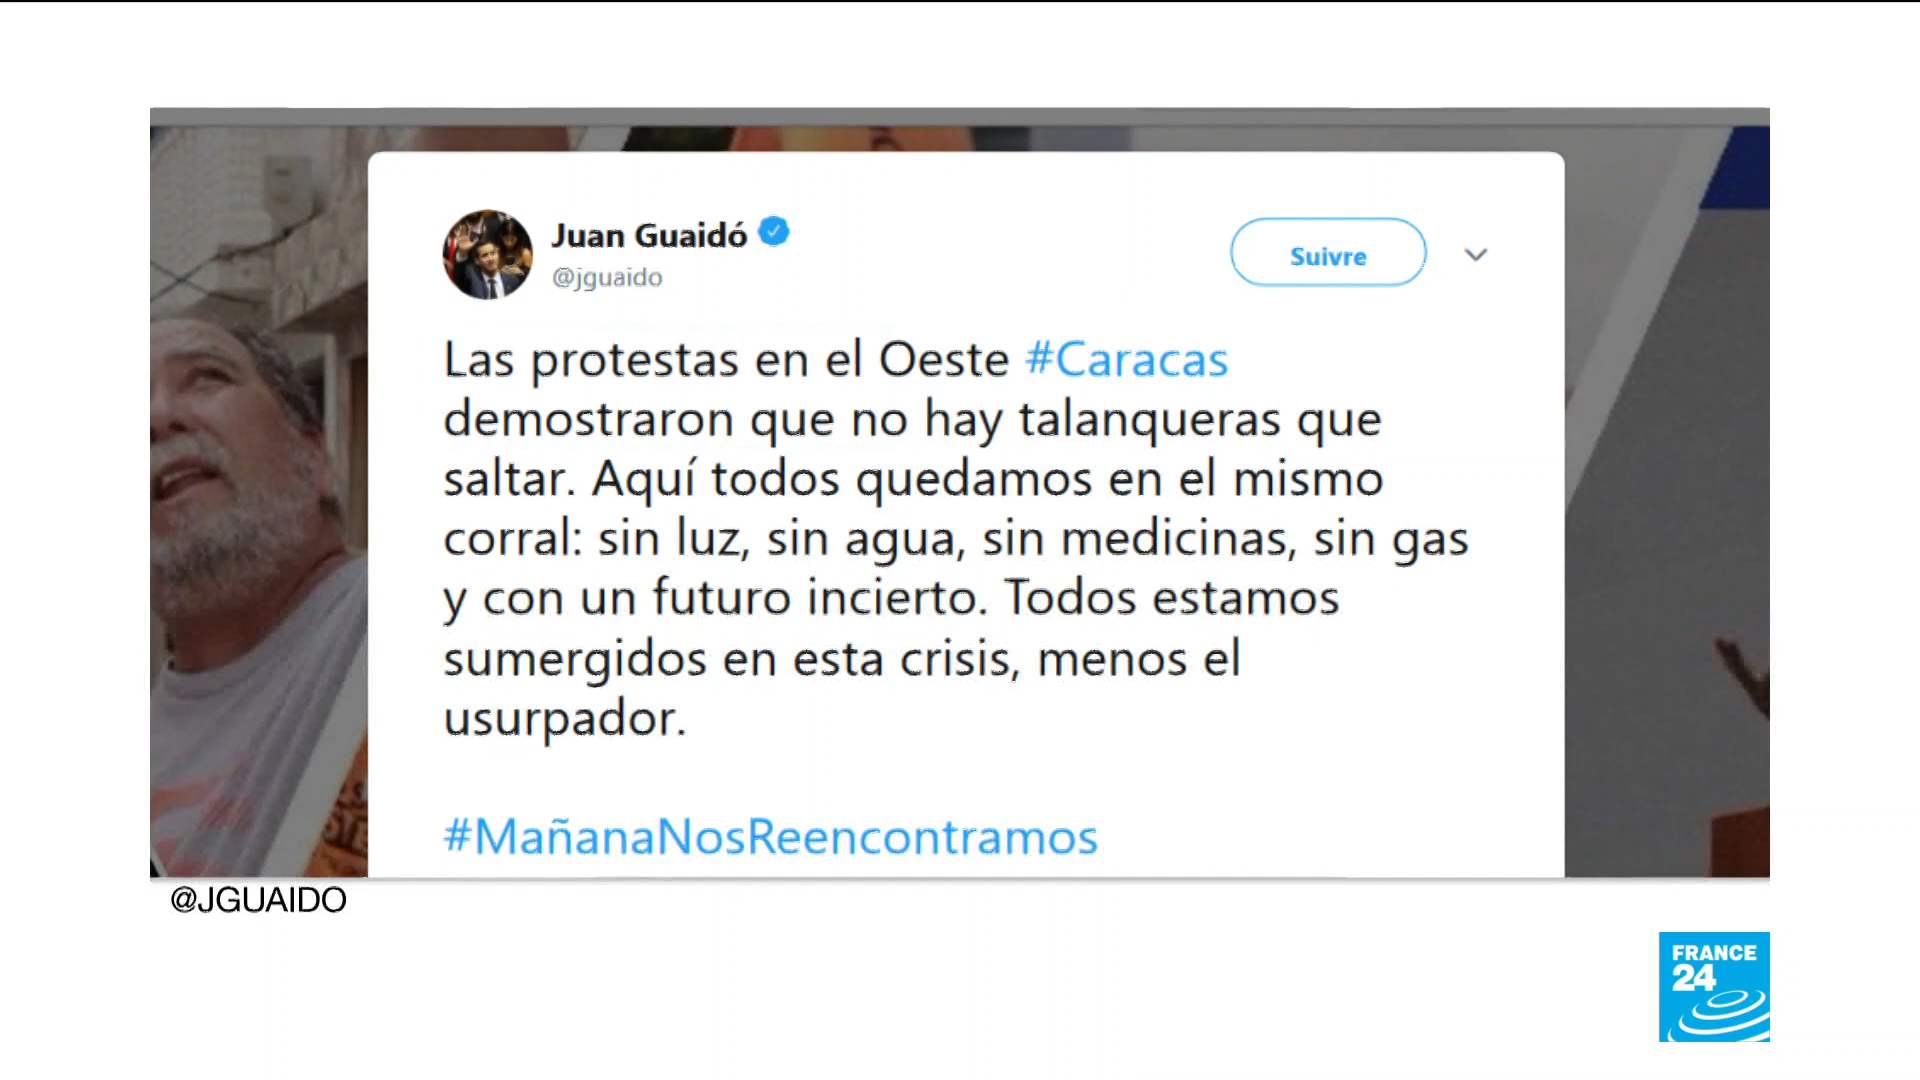 Juan Guaidó
@jguaido
Suivre
Las protestas en el Oeste #Caracas
demostraron que no hay talanqueras que
saltar. Aquí todos quedamos en el mismo
corral: sin luz, sin agua, sin medicinas, sin gas
y con un futuro incierto. Todos estamos
sumergidos en esta crisis, menos el
usurpador.
#MañanaNosReencontramos
@JGUAIDO
FRANCE
24